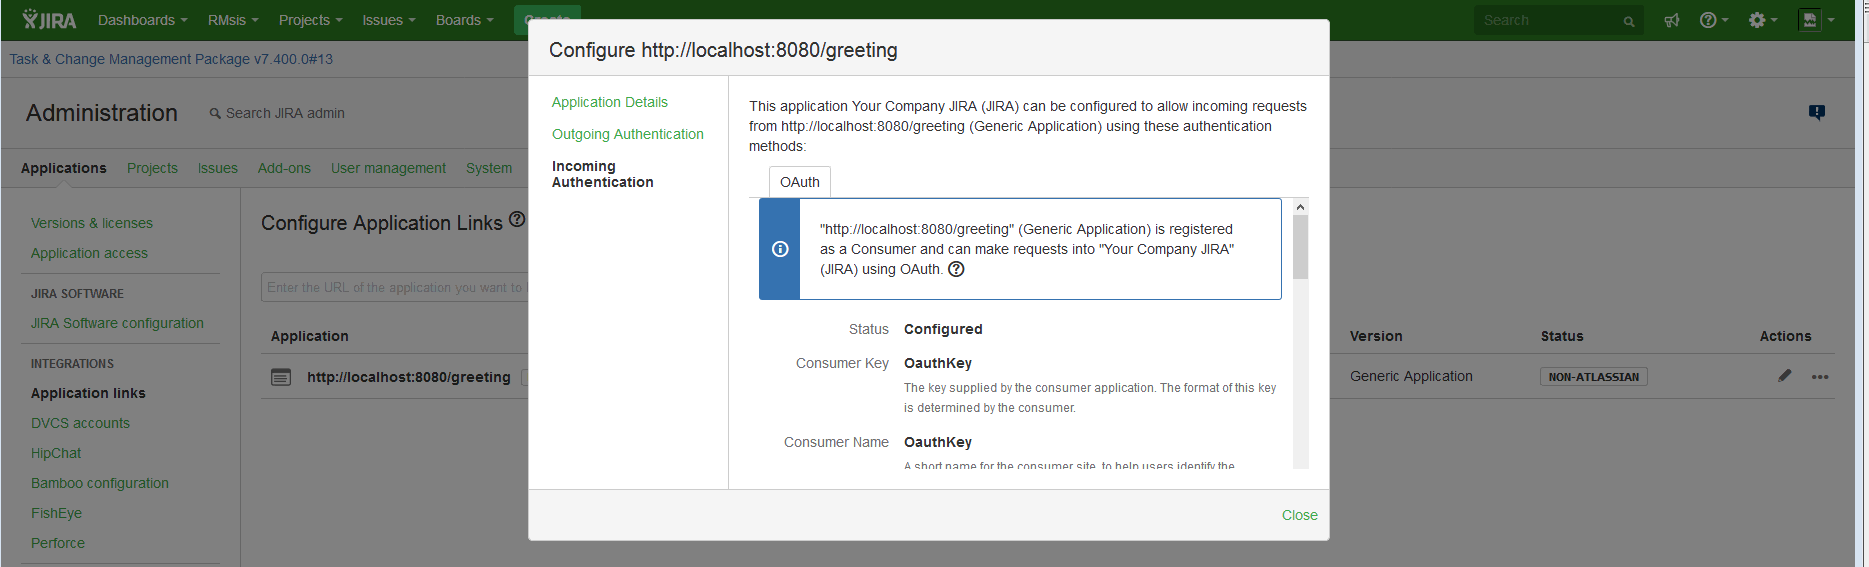 JIRA Dashboards RMsis Projects Issues Boards Create Search
Task & Change Management Package v7.400.0#13
Administration Search JIRA admin
Applications Projects Issues Add-ons User management System
Versions & licenses
Application access
JIRA SOFTWARE
JIRA Software configuration
INTEGRATIONS
Application links
DVCS accounts
HipChat
Bamboo configuration
FishEye
Perforce
Configure Application Links
Enter the URL of the application you want to
Application Version Status Actions
http://localhost:8080/greeting Generic Application NON-ATLASSIAN
Configure http://localhost:8080/greeting
Application Details
Outgoing Authentication
Incoming
Authentication
This application Your Company JIRA (JIRA) can be configured to allow incoming requests
from http://localhost:8080/greeting (Generic Application) using these authentication
methods:
OAuth
"http://localhost:8080/greeting" (Generic Application) is registered
as a Consumer and can make requests into "Your Company JIRA"
(JIRA) using OAuth.
Status Configured
Consumer Key OauthKey
The key supplied by the consumer application. The format of this key
is determined by the consumer.
Consumer Name OauthKey
A short name for the consumer site, to help users identify the
Close